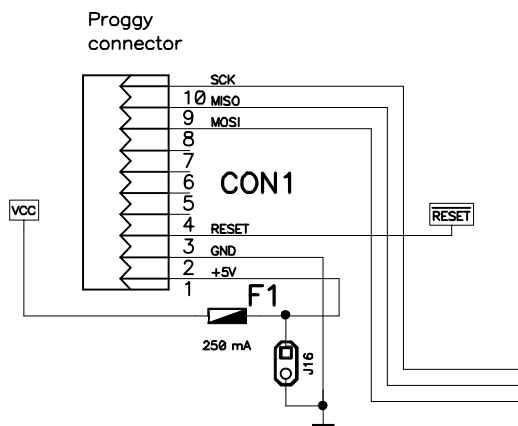 Proggy
connector
SCK
10 MISO
9 MOSI
8
7
6 CON1
5
VCC
4 RESET
RESET
3 GND
2 +5V
1 F1
250 mA
J16